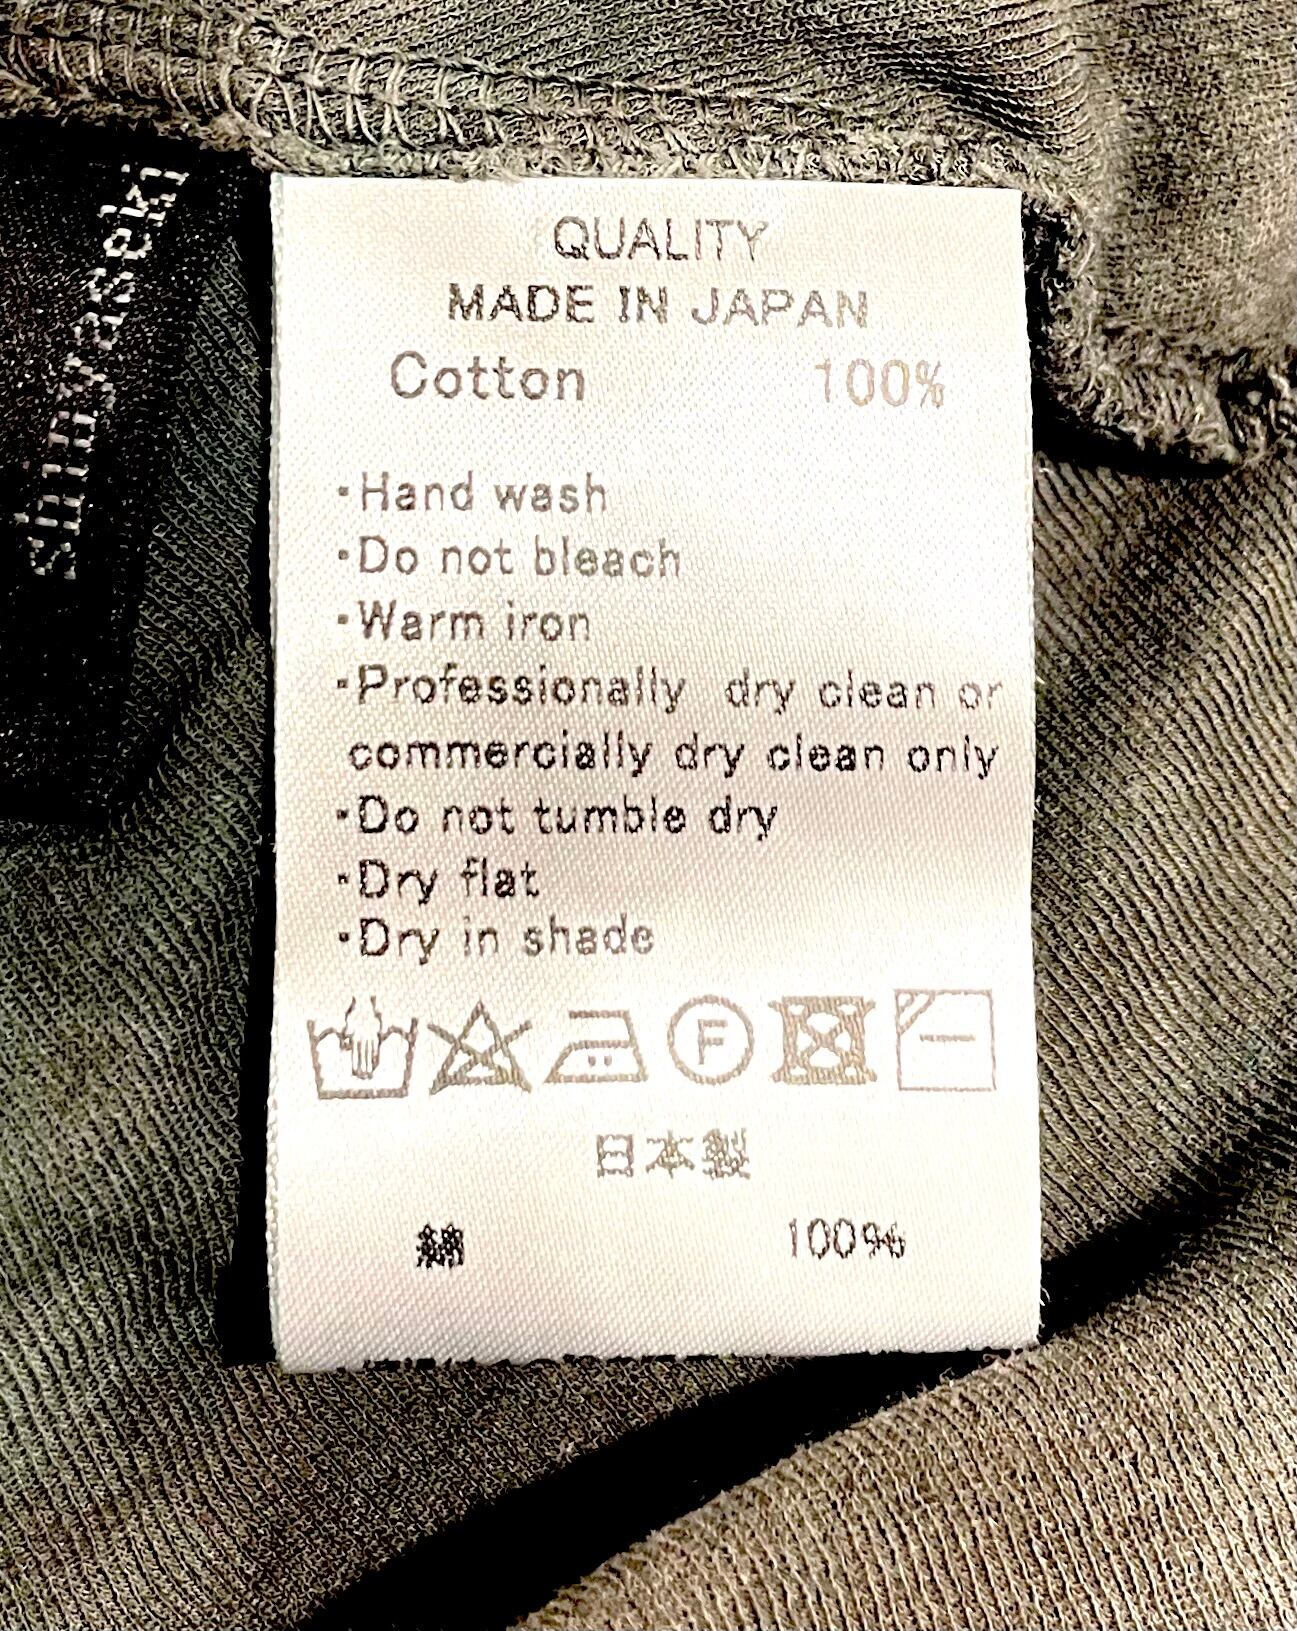 shinyaseki
QUALITY
MADE IN JAPAN
Cotton 100%
・Hand wash
・Do not bleach
・Warm iron
・Professionally dry clean or
commercially dry clean only
・Do not tumble dry
・Dry flat
・Dry in shade
F
日本製
綿 100%